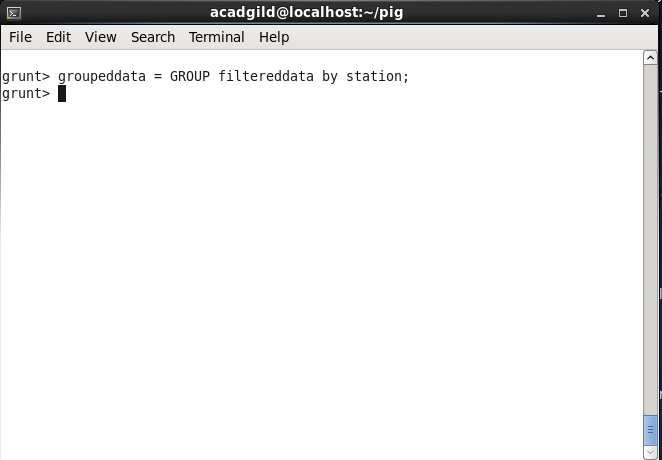 acadgild@localhost:~/pig
File Edit View Search Terminal Help
grunt> groupeddata = GROUP filtereddata by station;
grunt>